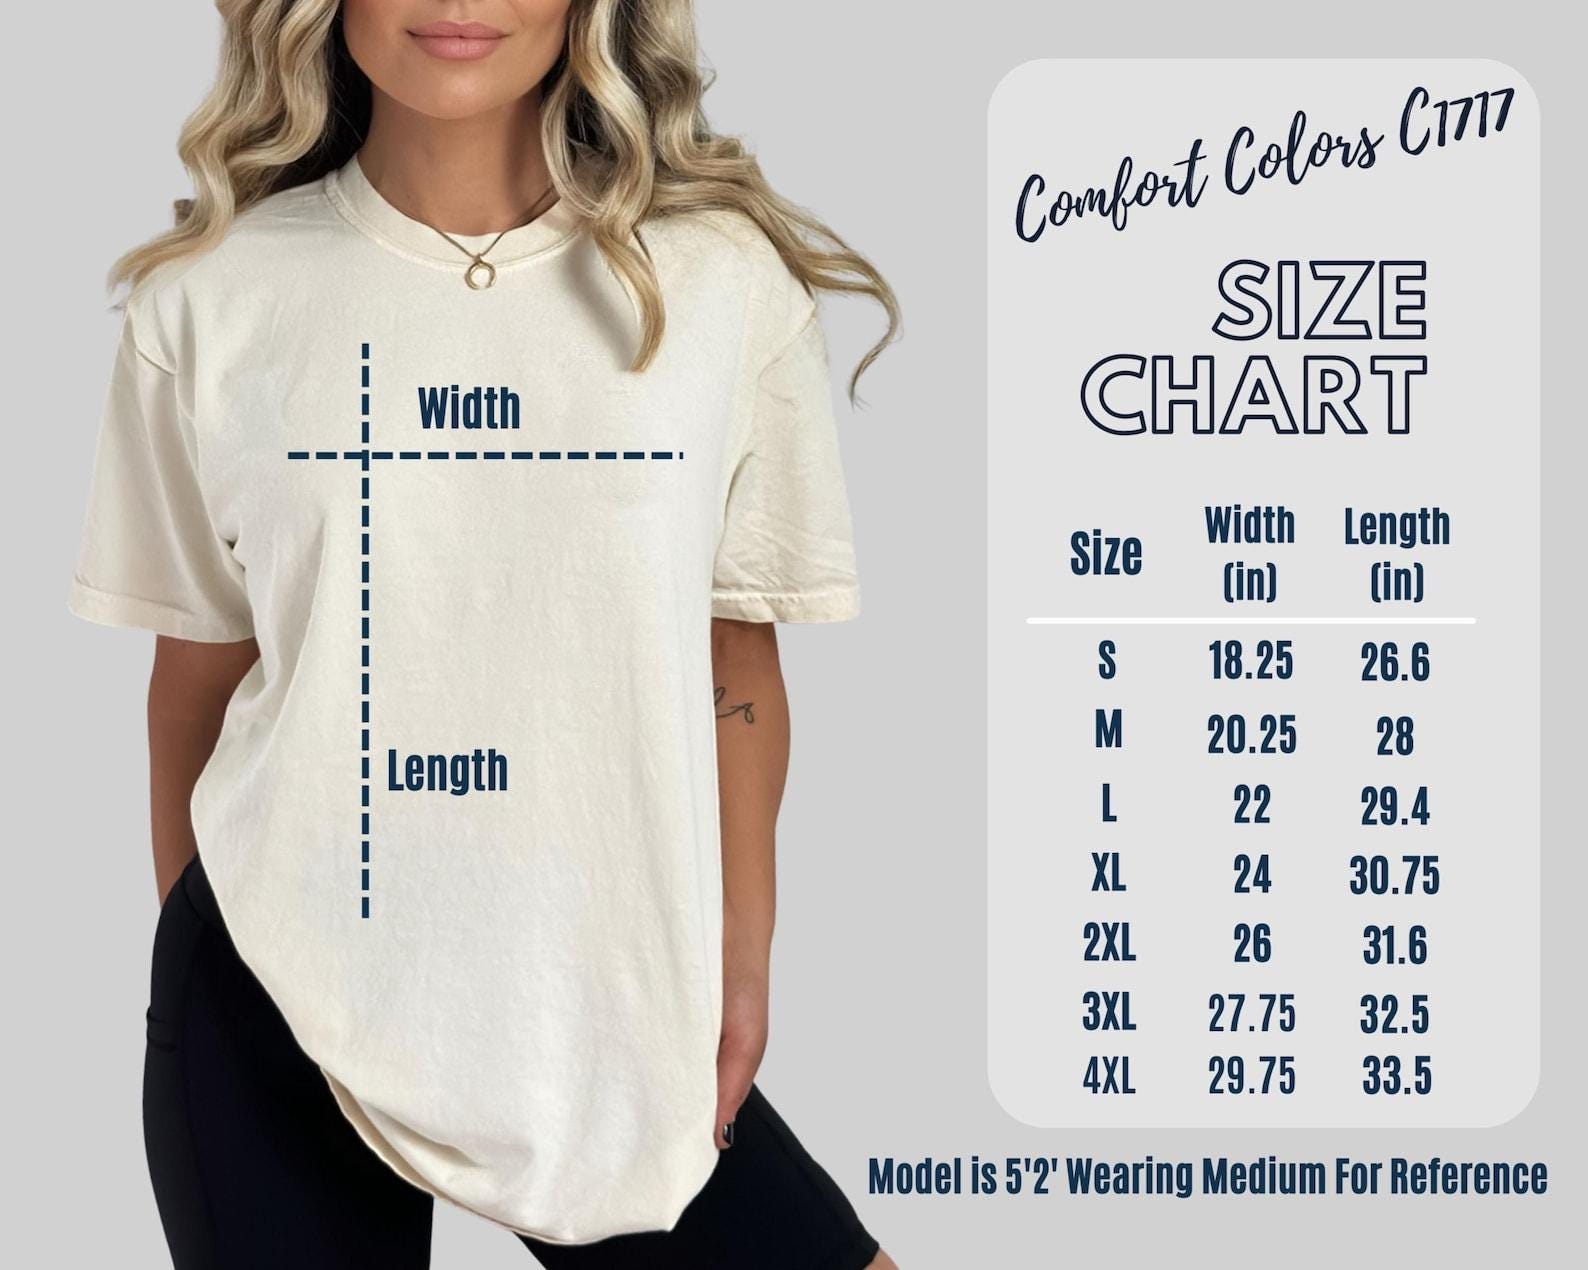 Comfort Colors C1717
SIZE
CHART
Width
Length
Size Width (in) Length (in)
S 18.25 26.6
M 20.25 28
L 22 29.4
XL 24 30.75
2XL 26 31.6
3XL 27.75 32.5
4XL 29.75 33.5
Model is 5'2' Wearing Medium For Reference